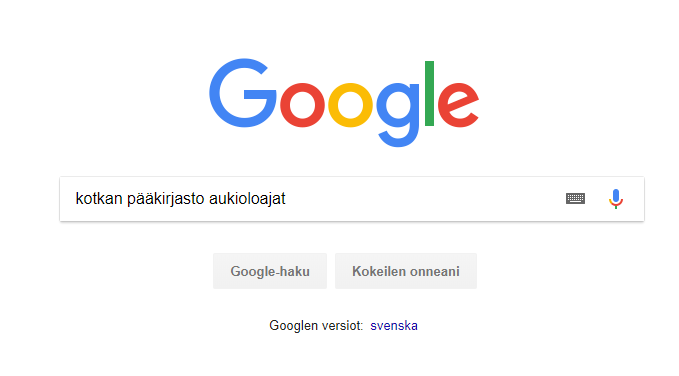 Google
kotkan pääkirjasto aukioloajat
Google-haku Kokeilen onneani
Googlen versiot: svenska